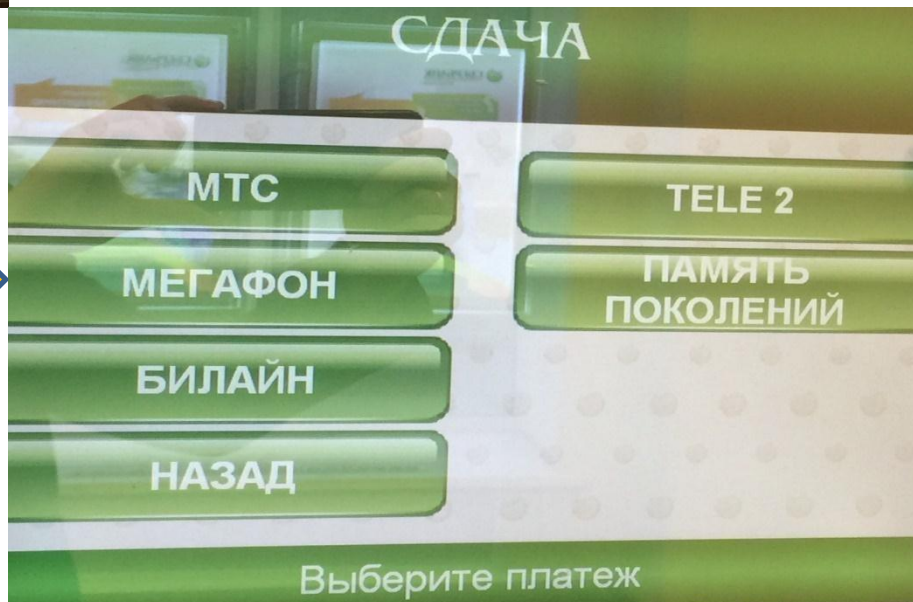 СДАЧА
МТС
TELE 2
МЕГАФОН
ПАМЯТЬ
ПОКОЛЕНИЙ
БИЛАЙН
НАЗАД
Выберите платеж